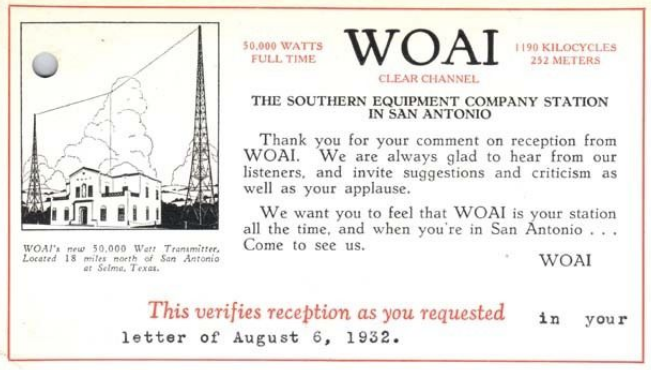 50,000 WATTS
FULL TIME
WOAI
1190 KILOCYCLES
252 METERS
CLEAR CHANNEL
THE SOUTHERN EQUIPMENT COMPANY STATION
IN SAN ANTONIO
Thank you for your comment on reception from
WOAI. We are always glad to hear from our
listeners, and invite suggestions and criticism as
well as your applause.
We want you to feel that WOAI is your station
all the time, and when you're in San Antonio . . .
Come to see us.
WOAI
WOAI's new 50,000 Watt Transmitter,
Located 18 miles north of San Antonio
at Selma, Texas.
This verifies reception as you requested in your
letter of August 6, 1932.